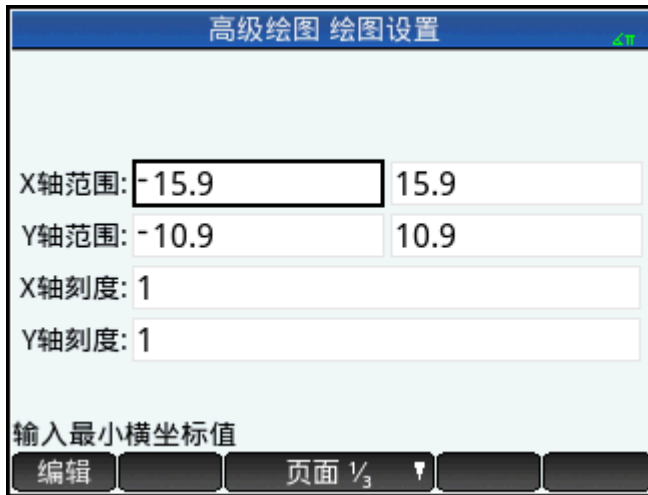 高级绘图 绘图设置
∡π
X轴范围: -15.9 15.9
Y轴范围: -10.9 10.9
X轴刻度: 1
Y轴刻度: 1
输入最小横坐标值
编辑 页面 ⅓ ▼